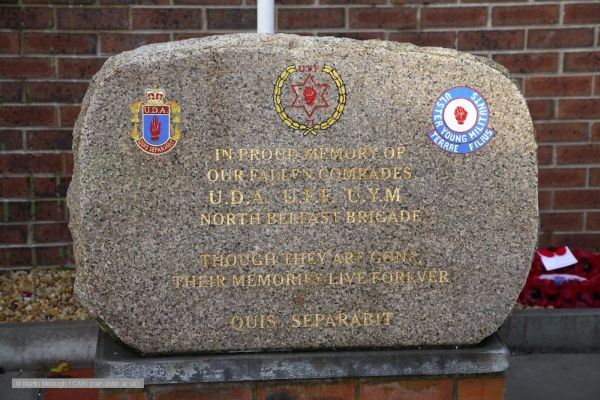 U.D.A.
QUIS SEPARABIT
U.F.F.
ULSTER YOUNG MILITANTS
TERRAE FILIUS
IN PROUD MEMORY OF
OUR FALLEN COMRADES
U.D.A. U.F.F. U.Y.M
NORTH BELFAST BRIGADE
THOUGH THEY ARE GONE,
THEIR MEMORIES LIVE FOREVER
QUIS SEPARABIT
© Martin Melaugh / CAIN (cain.ulster.ac.uk)